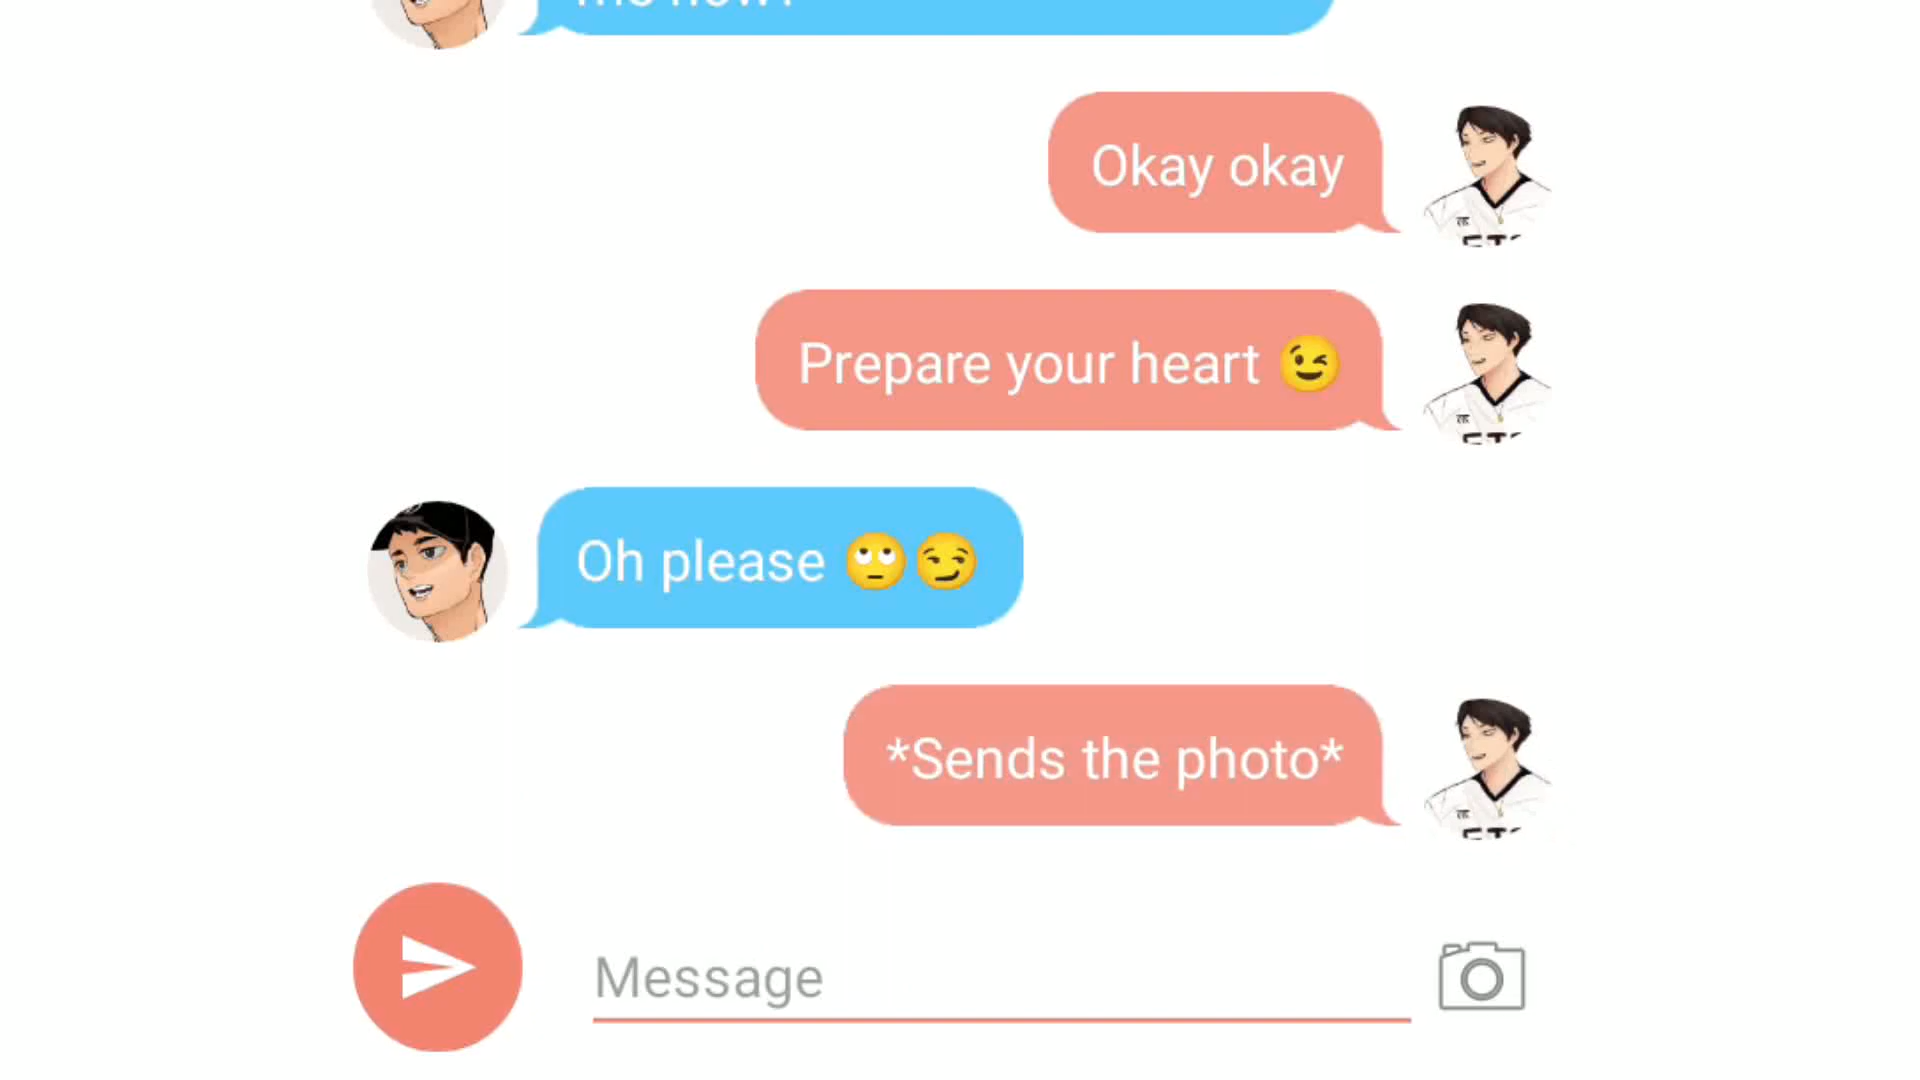 Okay okay
Prepare your heart 😉
Oh please 🙄😏
*Sends the photo*
Message